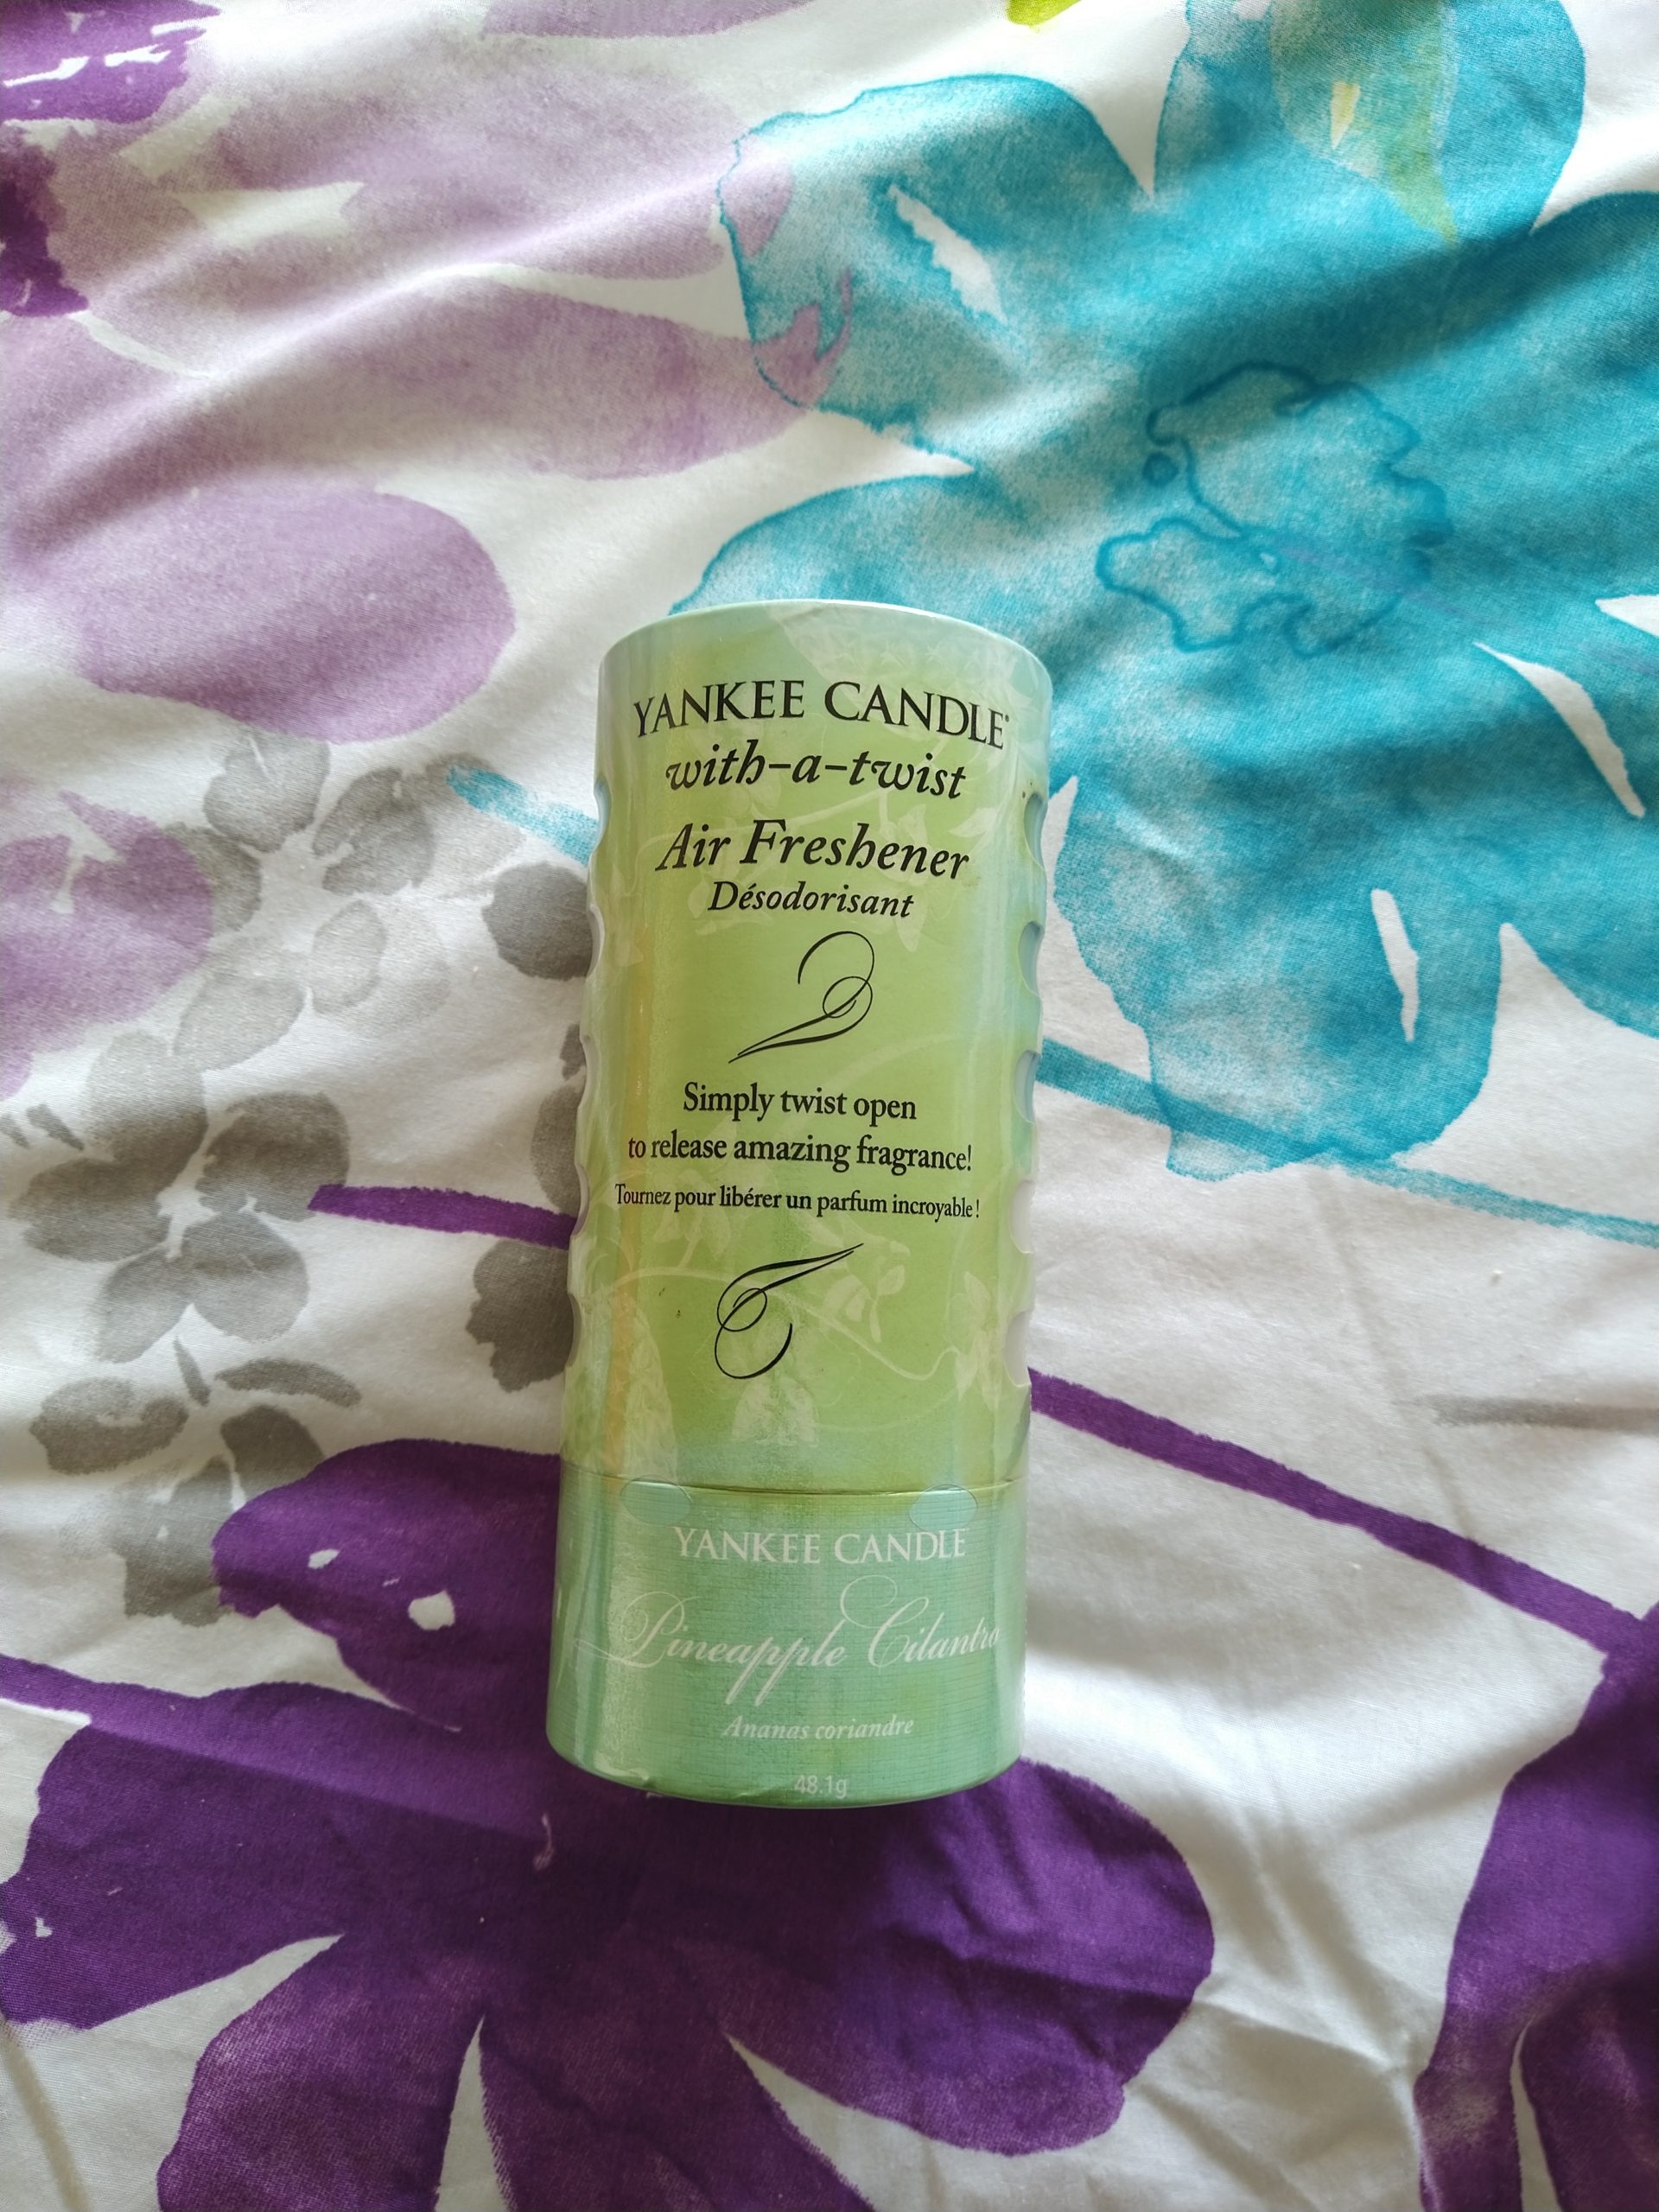 YANKEE CANDLE®
with-a-twist
Air Freshener
Désodorisant
Simply twist open
to release amazing fragrance!
Tournez pour libérer un parfum incroyable !
YANKEE CANDLE
Pineapple Cilantro
Ananas coriandre
48.1g